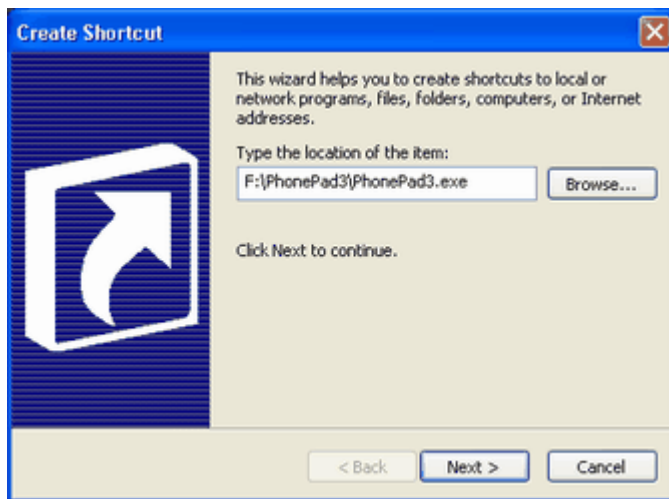 Create Shortcut
This wizard helps you to create shortcuts to local or
network programs, files, folders, computers, or Internet
addresses.
Type the location of the item:
F:\PhonePad3\PhonePad3.exe
Browse...
Click Next to continue.
< Back
Next >
Cancel